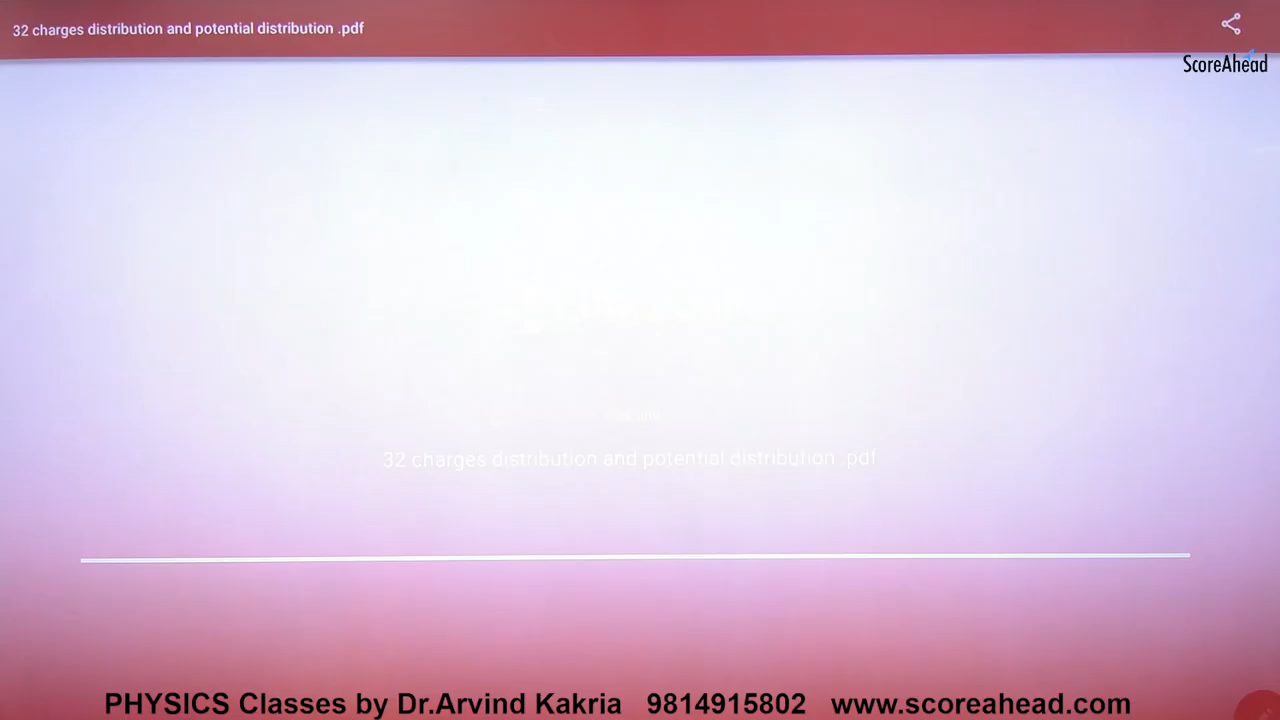 32 charges distribution and potential distribution .pdf
ScoreAhead
32 charges distribution and potential distribution .pdf
PHYSICS Classes by Dr.Arvind Kakria 9814915802 www.scoreahead.com